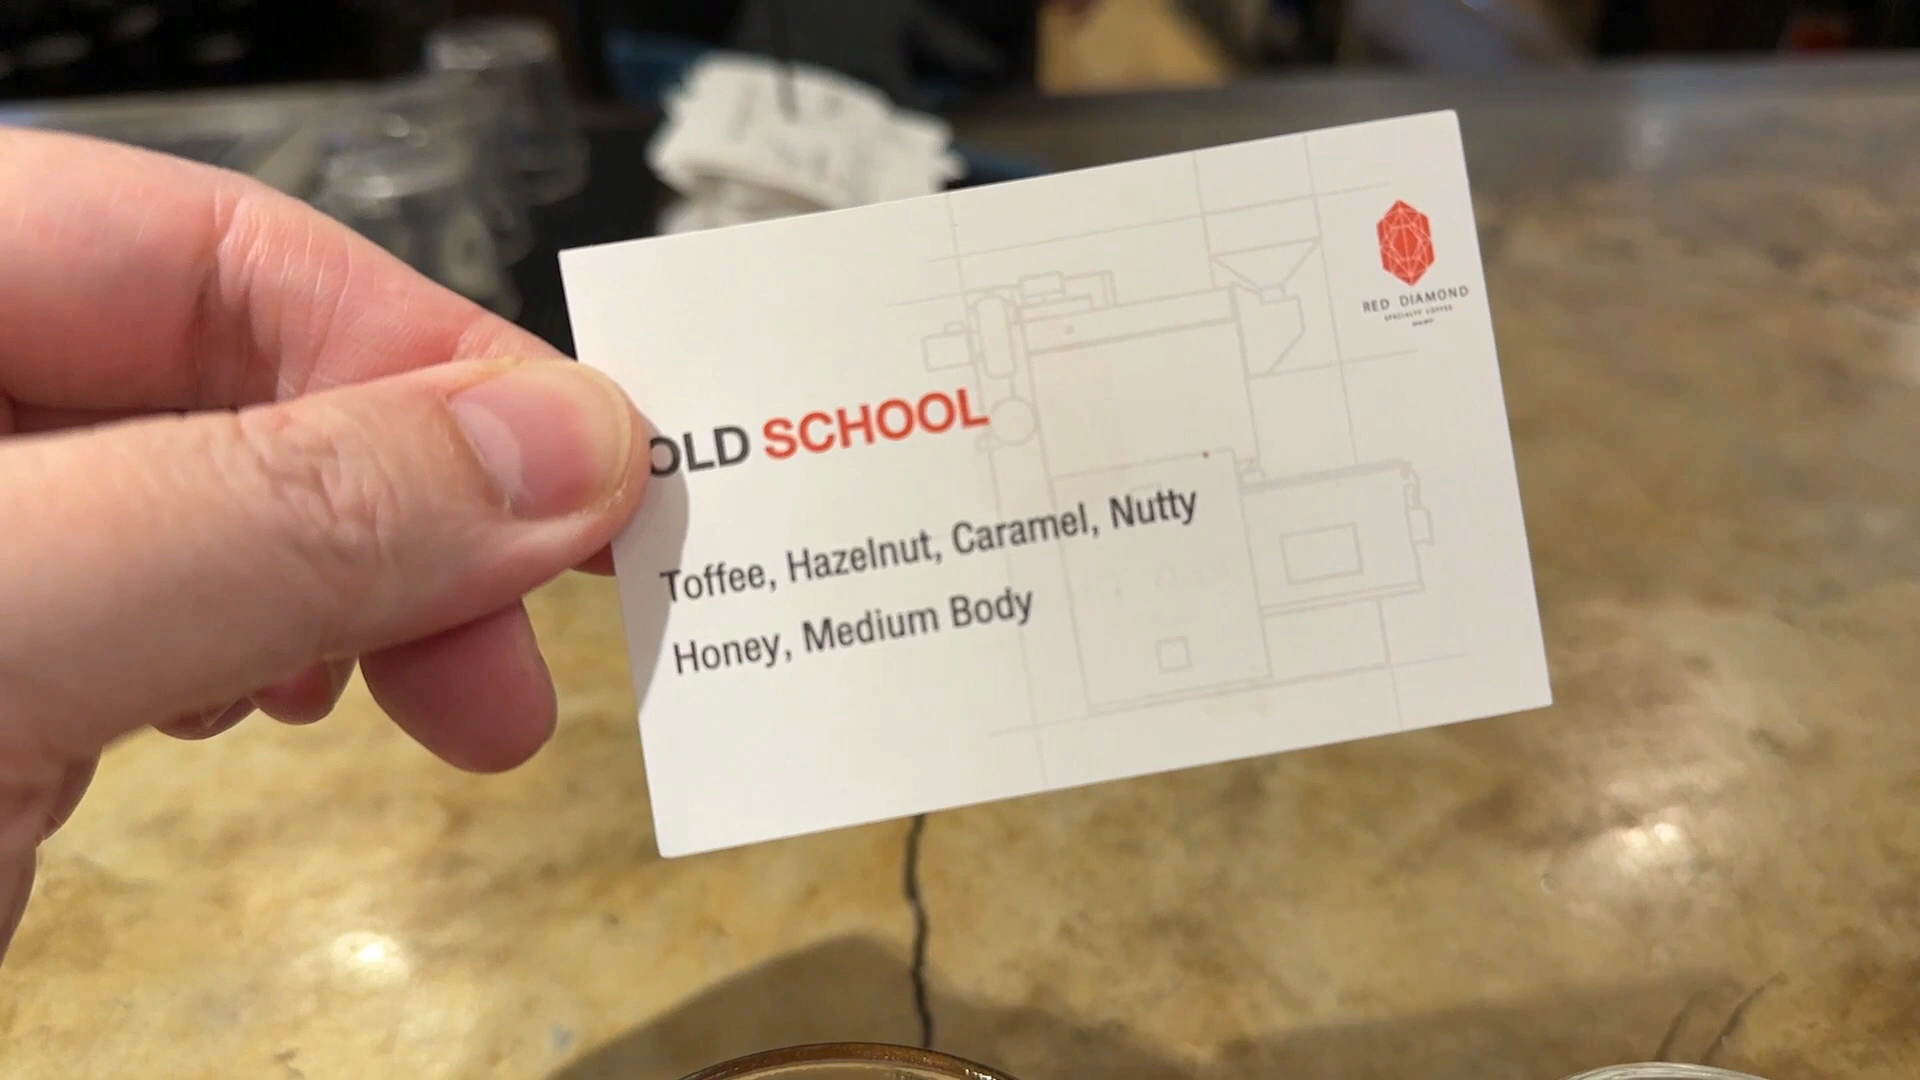 RED DIAMOND
SPECIALTY COFFEE
OLD SCHOOL
Toffee, Hazelnut, Caramel, Nutty
Honey, Medium Body